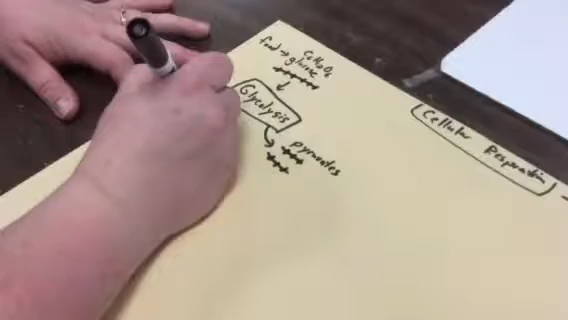 food → glucose
C₆H₁₂O₆
Glycolysis
pyruvates
Cellular Respiration